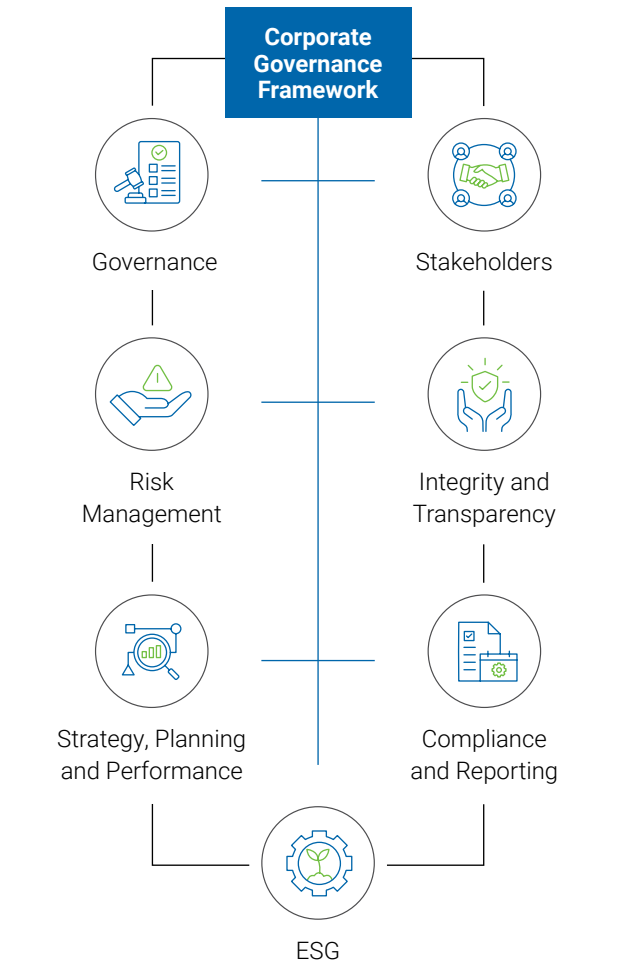 Corporate
Governance
Framework
Governance
Stakeholders
Risk
Management
Integrity and
Transparency
Strategy, Planning
and Performance
Compliance
and Reporting
ESG